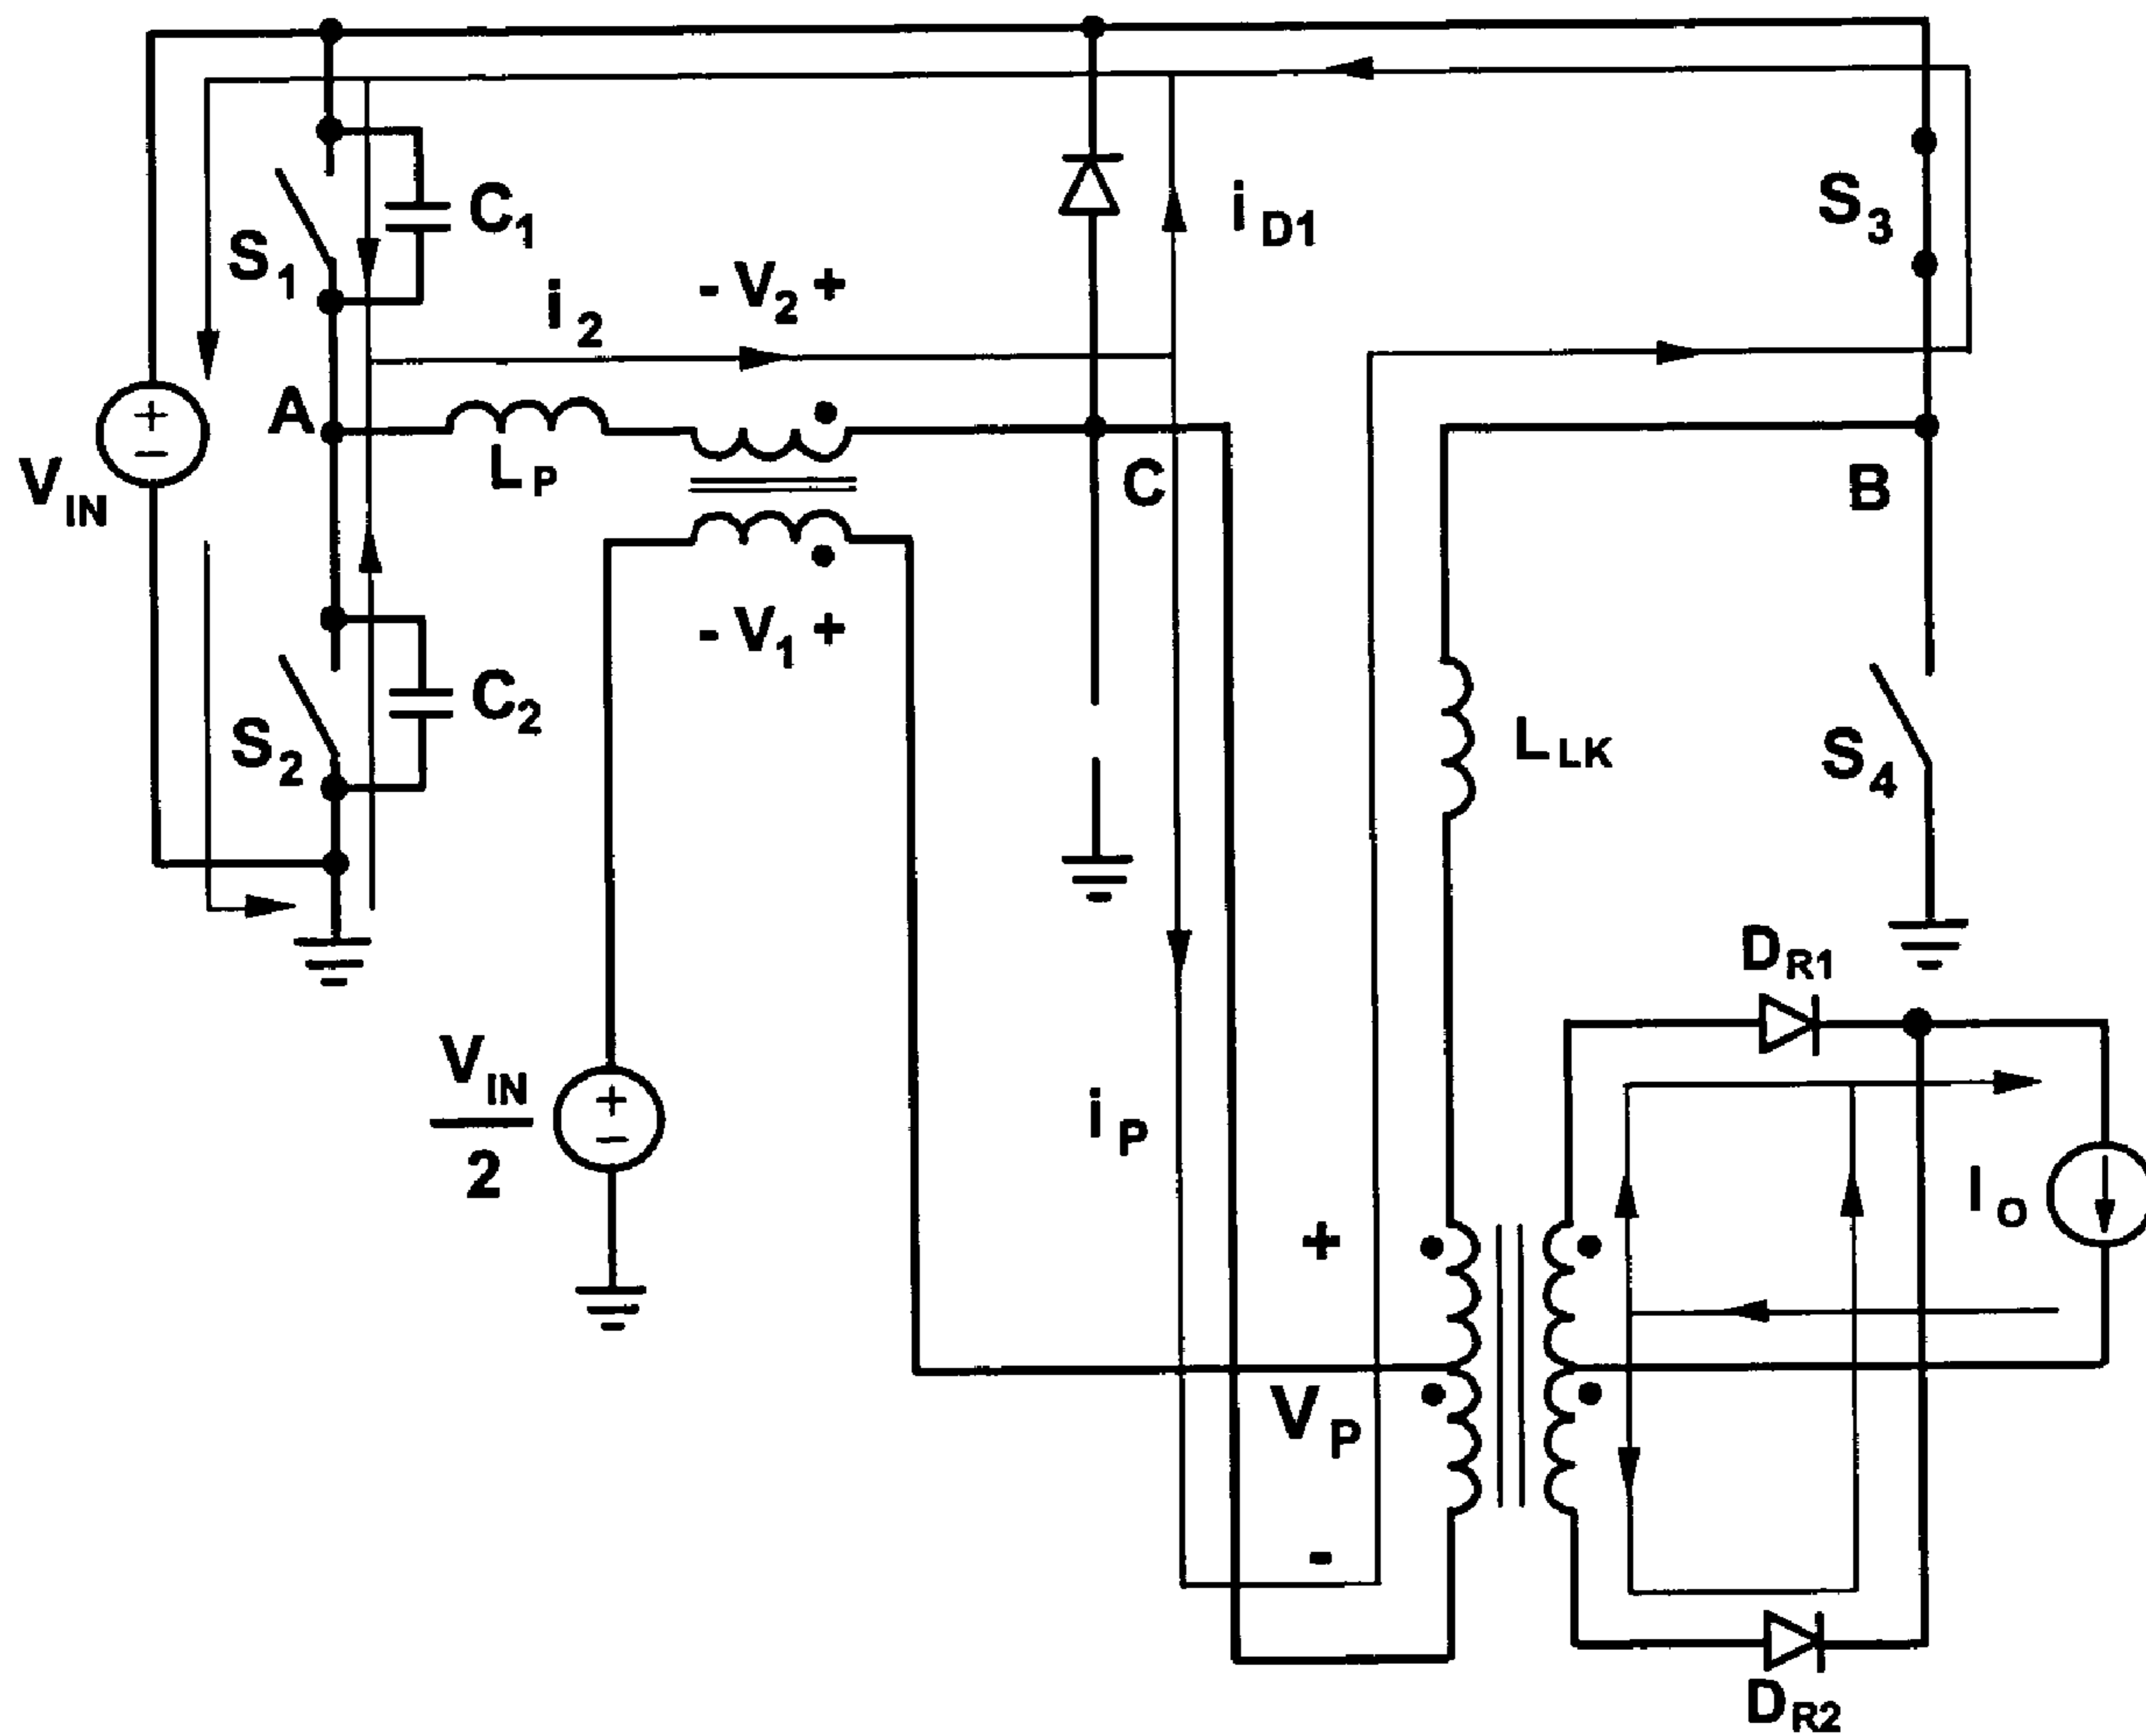 S1
C1
iD1
S3
i2
- V2 +
A
LP
C
B
VIN
+
−
- V1 +
S2
C2
LLK
S4
VIN
2
+
−
DR1
iP
IO
+
VP
-
DR2